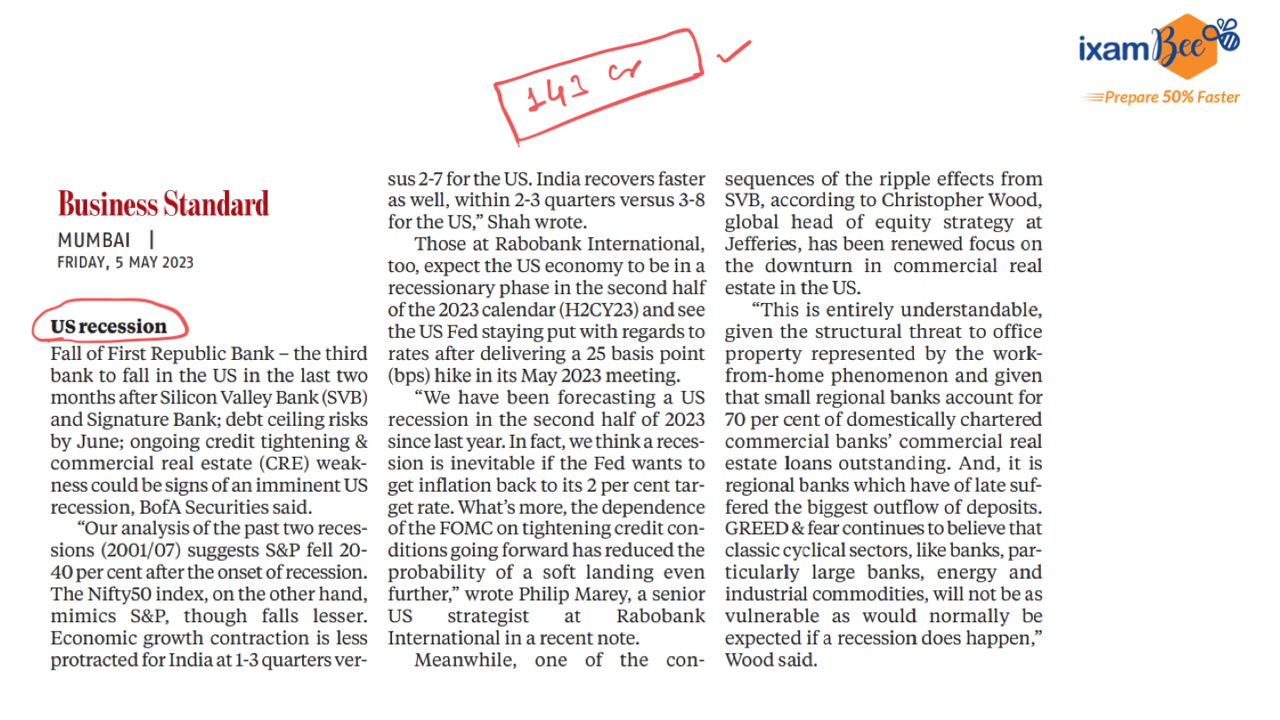 143 cr
ixamBee
Prepare 50% Faster
Business Standard
MUMBAI |
FRIDAY, 5 MAY 2023
US recession
Fall of First Republic Bank – the third
bank to fall in the US in the last two
months after Silicon Valley Bank (SVB)
and Signature Bank; debt ceiling risks
by June; ongoing credit tightening &
commercial real estate (CRE) weak-
ness could be signs of an imminent US
recession, BofA Securities said.
“Our analysis of the past two reces-
sions (2001/07) suggests S&P fell 20-
40 per cent after the onset of recession.
The Nifty50 index, on the other hand,
mimics S&P, though falls lesser.
Economic growth contraction is less
protracted for India at 1-3 quarters ver-
sus 2-7 for the US. India recovers faster
as well, within 2-3 quarters versus 3-8
for the US,” Shah wrote.
Those at Rabobank International,
too, expect the US economy to be in a
recessionary phase in the second half
of the 2023 calendar (H2CY23) and see
the US Fed staying put with regards to
rates after delivering a 25 basis point
(bps) hike in its May 2023 meeting.
“We have been forecasting a US
recession in the second half of 2023
since last year. In fact, we think a reces-
sion is inevitable if the Fed wants to
get inflation back to its 2 per cent tar-
get rate. What’s more, the dependence
of the FOMC on tightening credit con-
ditions going forward has reduced the
probability of a soft landing even
further,” wrote Philip Marey, a senior
US strategist at Rabobank
International in a recent note.
Meanwhile, one of the con-
sequences of the ripple effects from
SVB, according to Christopher Wood,
global head of equity strategy at
Jefferies, has been renewed focus on
the downturn in commercial real
estate in the US.
“This is entirely understandable,
given the structural threat to office
property represented by the work-
from-home phenomenon and given
that small regional banks account for
70 per cent of domestically chartered
commercial banks’ commercial real
estate loans outstanding. And, it is
regional banks which have of late suf-
fered the biggest outflow of deposits.
GREED & fear continues to believe that
classic cyclical sectors, like banks, par-
ticularly large banks, energy and
industrial commodities, will not be as
vulnerable as would normally be
expected if a recession does happen,”
Wood said.